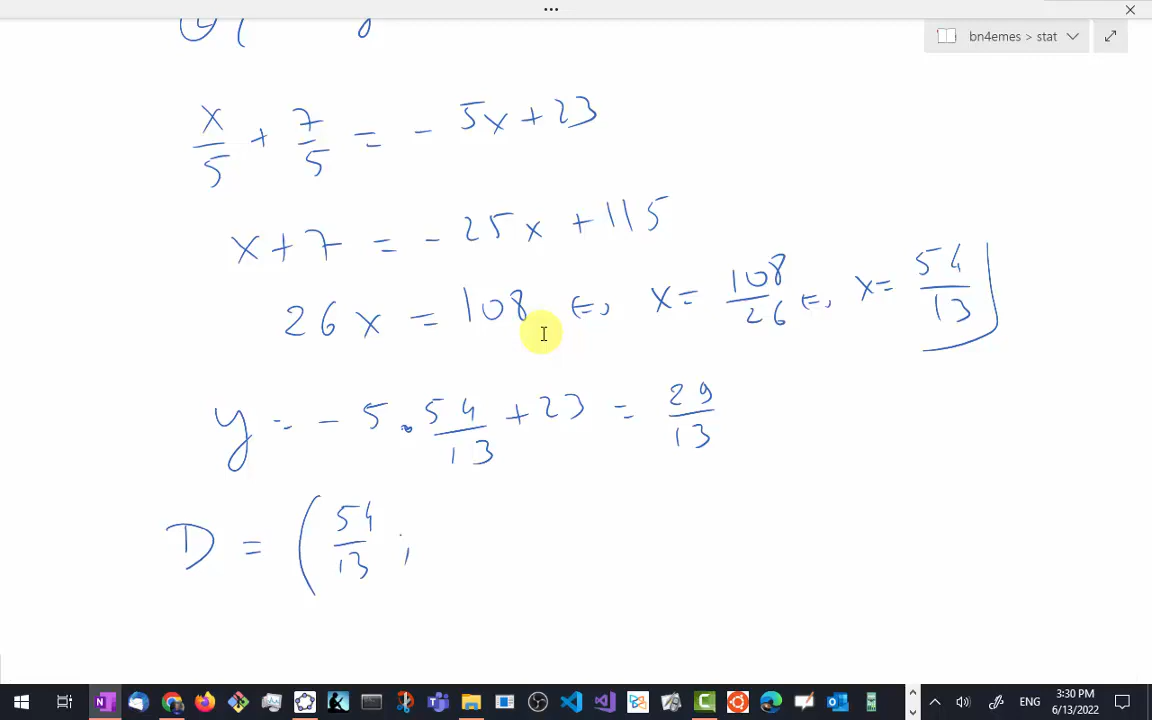 bn4emes > stat
x/5 + 7/5 = - 5x + 23
x + 7 = - 25x + 115
26x = 108 ⇔ x = 108/26 ⇔ x = 54/13
y = - 5 . 54/13 + 23 = 29/13
D = ( 54/13 ;
ENG
3:30 PM
6/13/2022